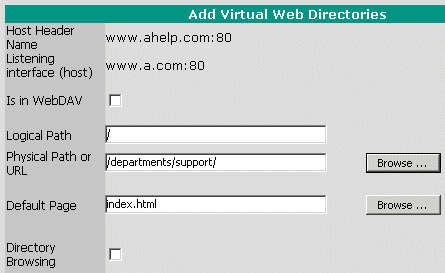 Add Virtual Web Directories
Host Header
Name
www.ahelp.com:80
Listening
interface (host)
www.a.com:80
Is in WebDAV
Logical Path
/
Physical Path or
URL
/departments/support/
Browse ...
Default Page
index.html
Browse ...
Directory
Browsing